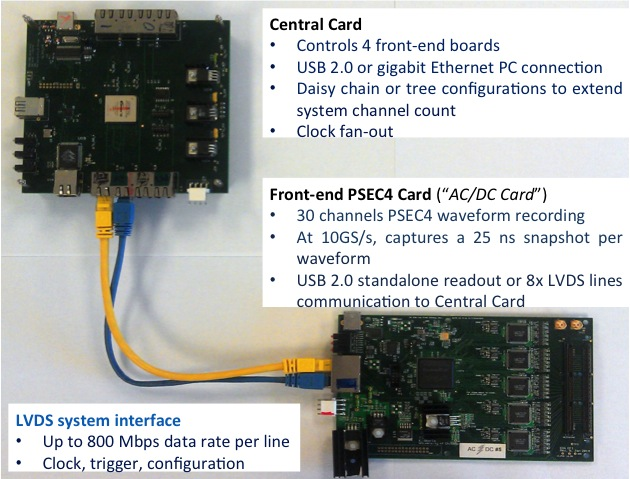 Central Card
• Controls 4 front-end boards
• USB 2.0 or gigabit Ethernet PC connection
• Daisy chain or tree configurations to extend
system channel count
• Clock fan-out
Front-end PSEC4 Card (“AC/DC Card”)
• 30 channels PSEC4 waveform recording
• At 10GS/s, captures a 25 ns snapshot per
waveform
• USB 2.0 standalone readout or 8x LVDS lines
communication to Central Card
LVDS system interface
• Up to 800 Mbps data rate per line
• Clock, trigger, configuration
AC DC #5